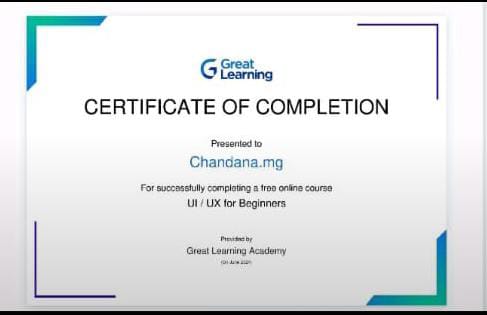 Great
Learning
CERTIFICATE OF COMPLETION
Presented to
Chandana.mg
For successfully completing a free online course
UI / UX for Beginners
Provided by
Great Learning Academy